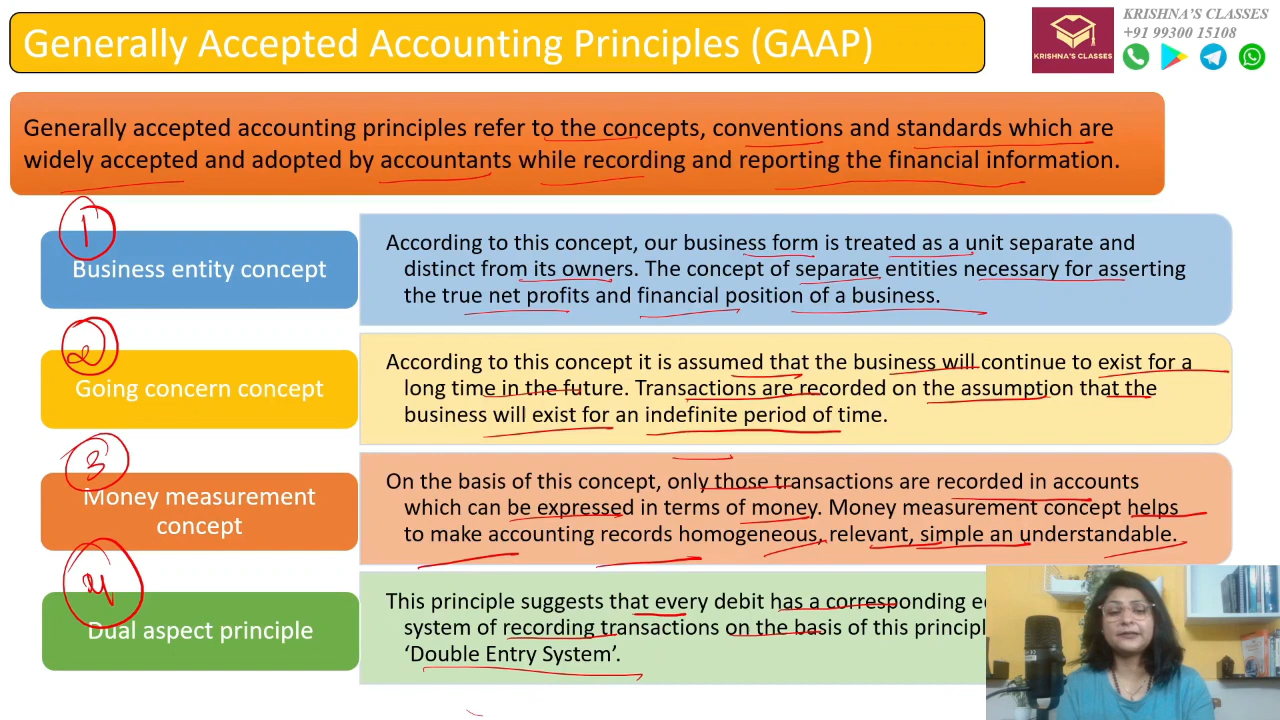 Generally Accepted Accounting Principles (GAAP)
KRISHNA'S CLASSES
+91 99300 15108
KRISHNA'S CLASSES
Generally accepted accounting principles refer to the concepts, conventions and standards which are
widely accepted and adopted by accountants while recording and reporting the financial information.
1
Business entity concept
According to this concept, our business form is treated as a unit separate and
distinct from its owners. The concept of separate entities necessary for asserting
the true net profits and financial position of a business.
2
Going concern concept
According to this concept it is assumed that the business will continue to exist for a
long time in the future. Transactions are recorded on the assumption that the
business will exist for an indefinite period of time.
3
Money measurement
concept
On the basis of this concept, only those transactions are recorded in accounts
which can be expressed in terms of money. Money measurement concept helps
to make accounting records homogeneous, relevant, simple an understandable.
4
Dual aspect principle
This principle suggests that every debit has a corresponding
system of recording transactions on the basis of this
'Double Entry System'.